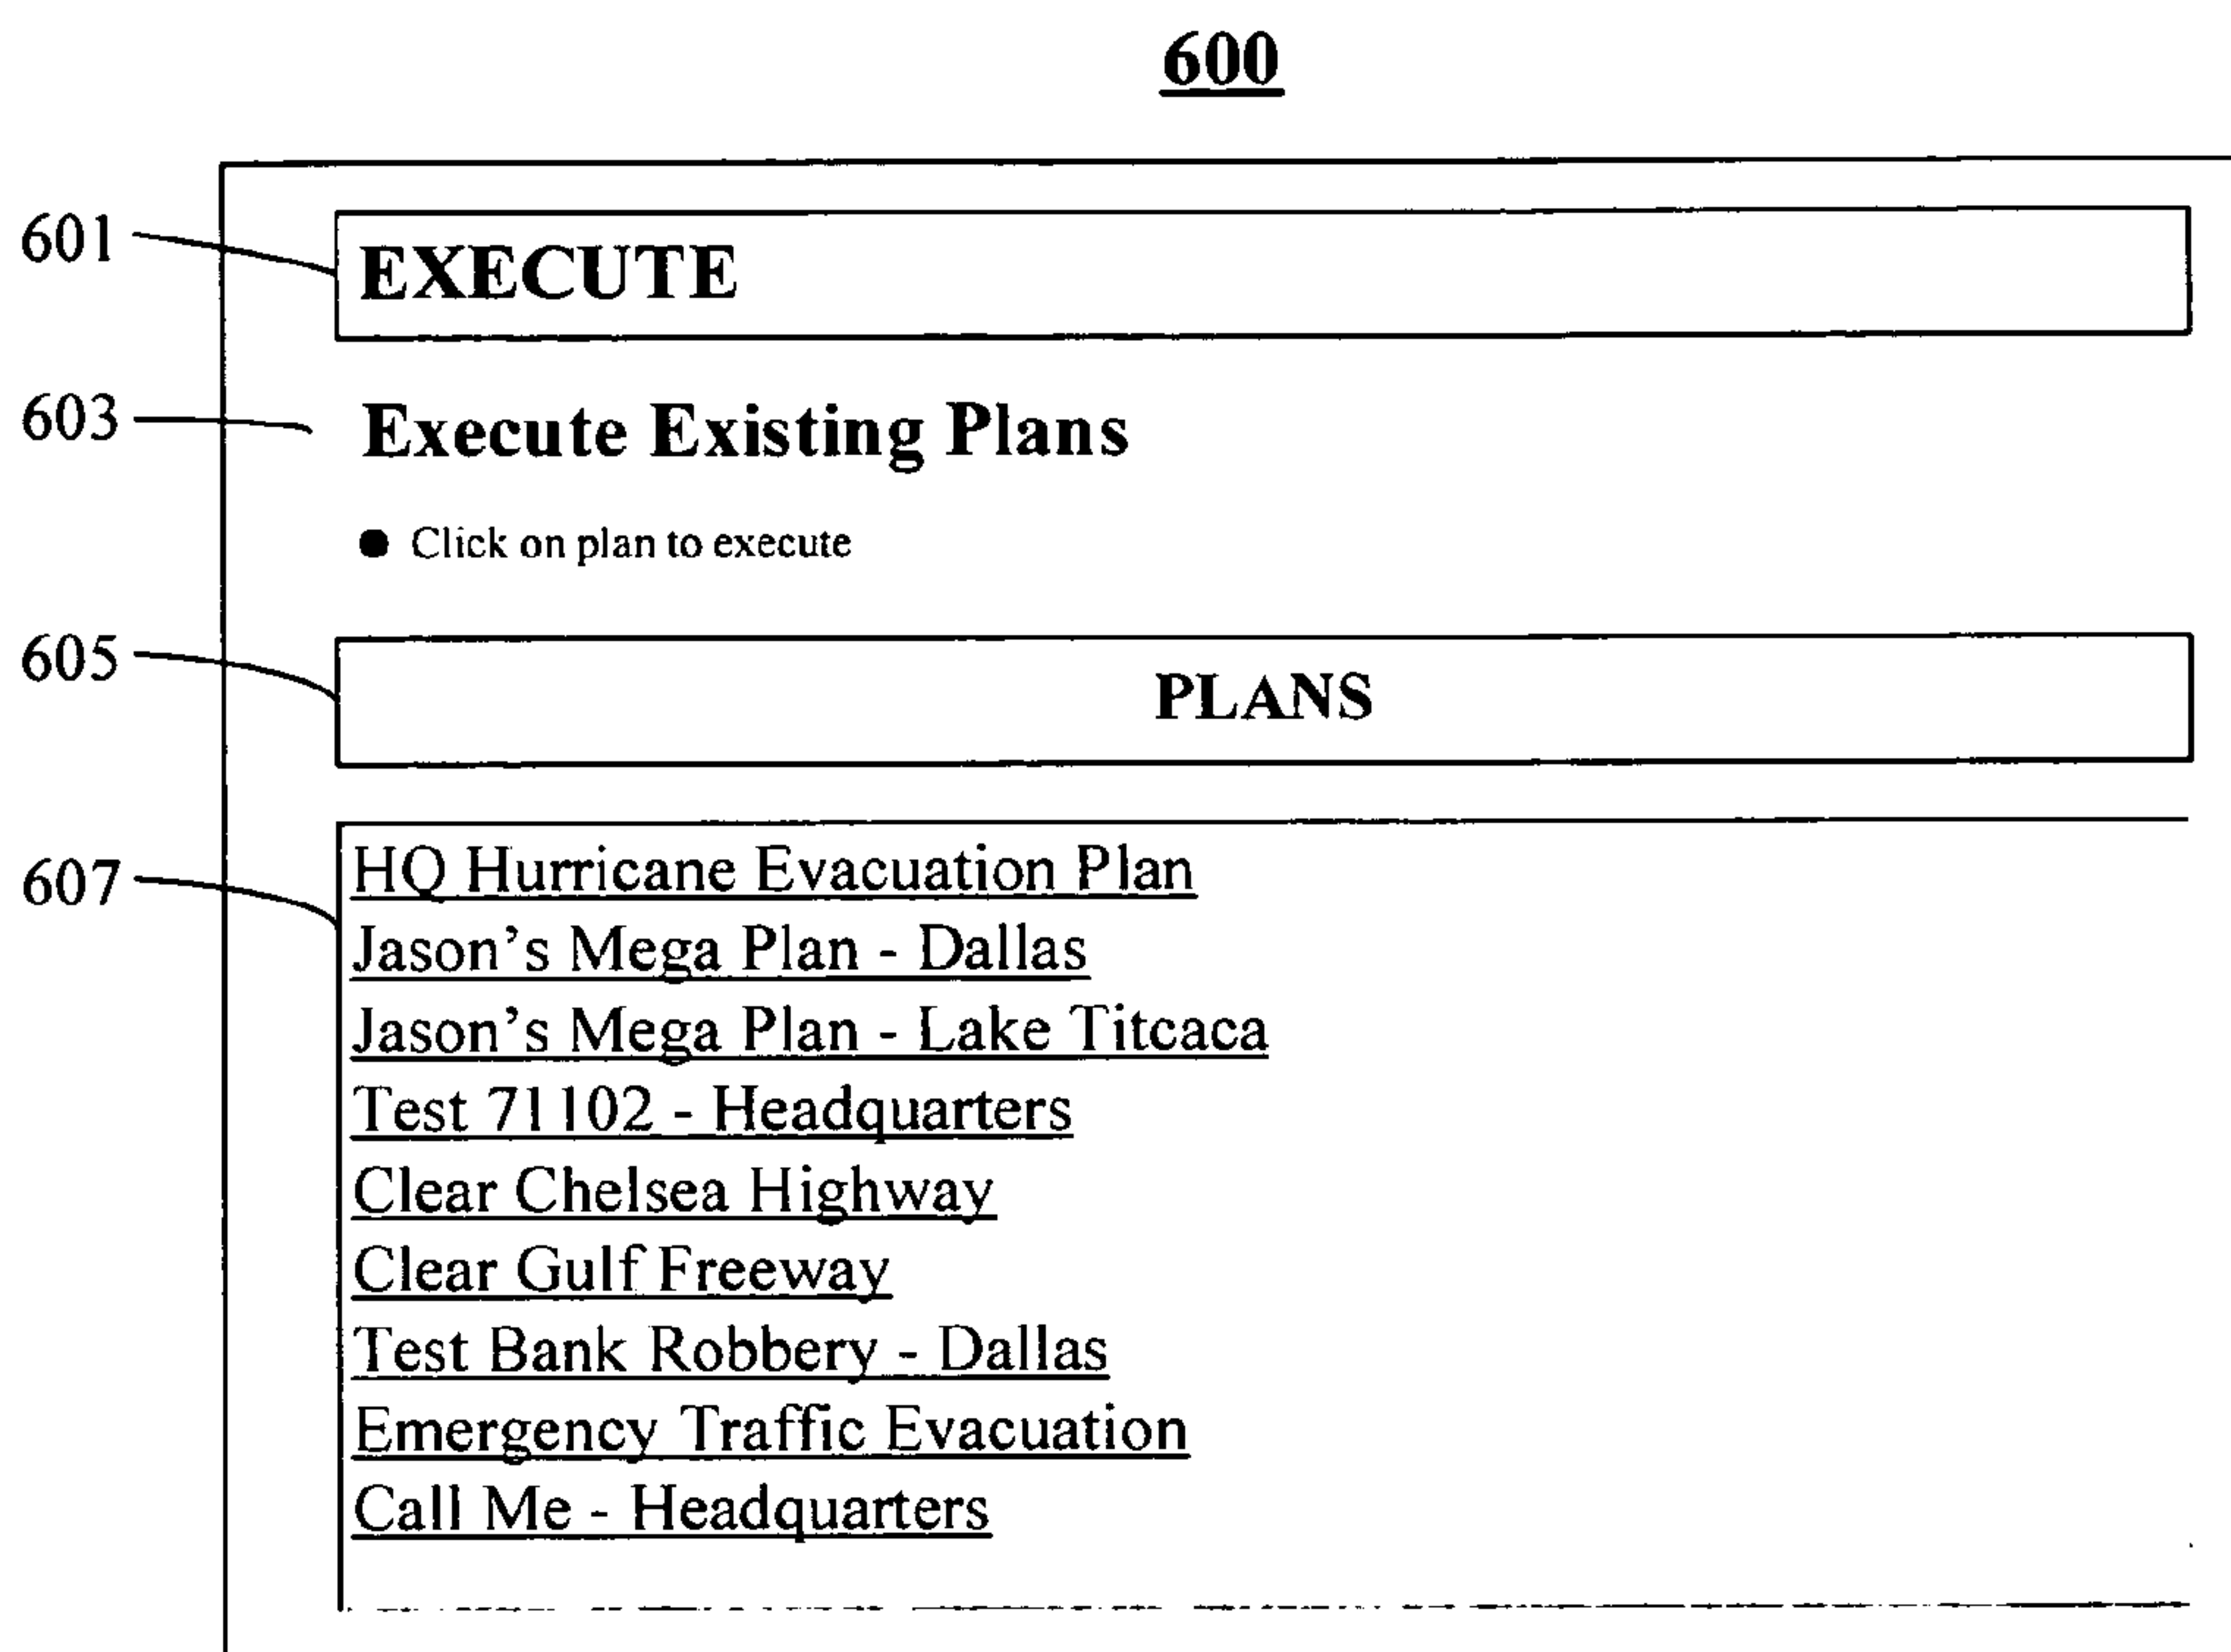 600
601
EXECUTE
603
Execute Existing Plans
● Click on plan to execute
605
PLANS
607
HQ Hurricane Evacuation Plan
Jason's Mega Plan - Dallas
Jason's Mega Plan - Lake Titcaca
Test 71102 - Headquarters
Clear Chelsea Highway
Clear Gulf Freeway
Test Bank Robbery - Dallas
Emergency Traffic Evacuation
Call Me - Headquarters